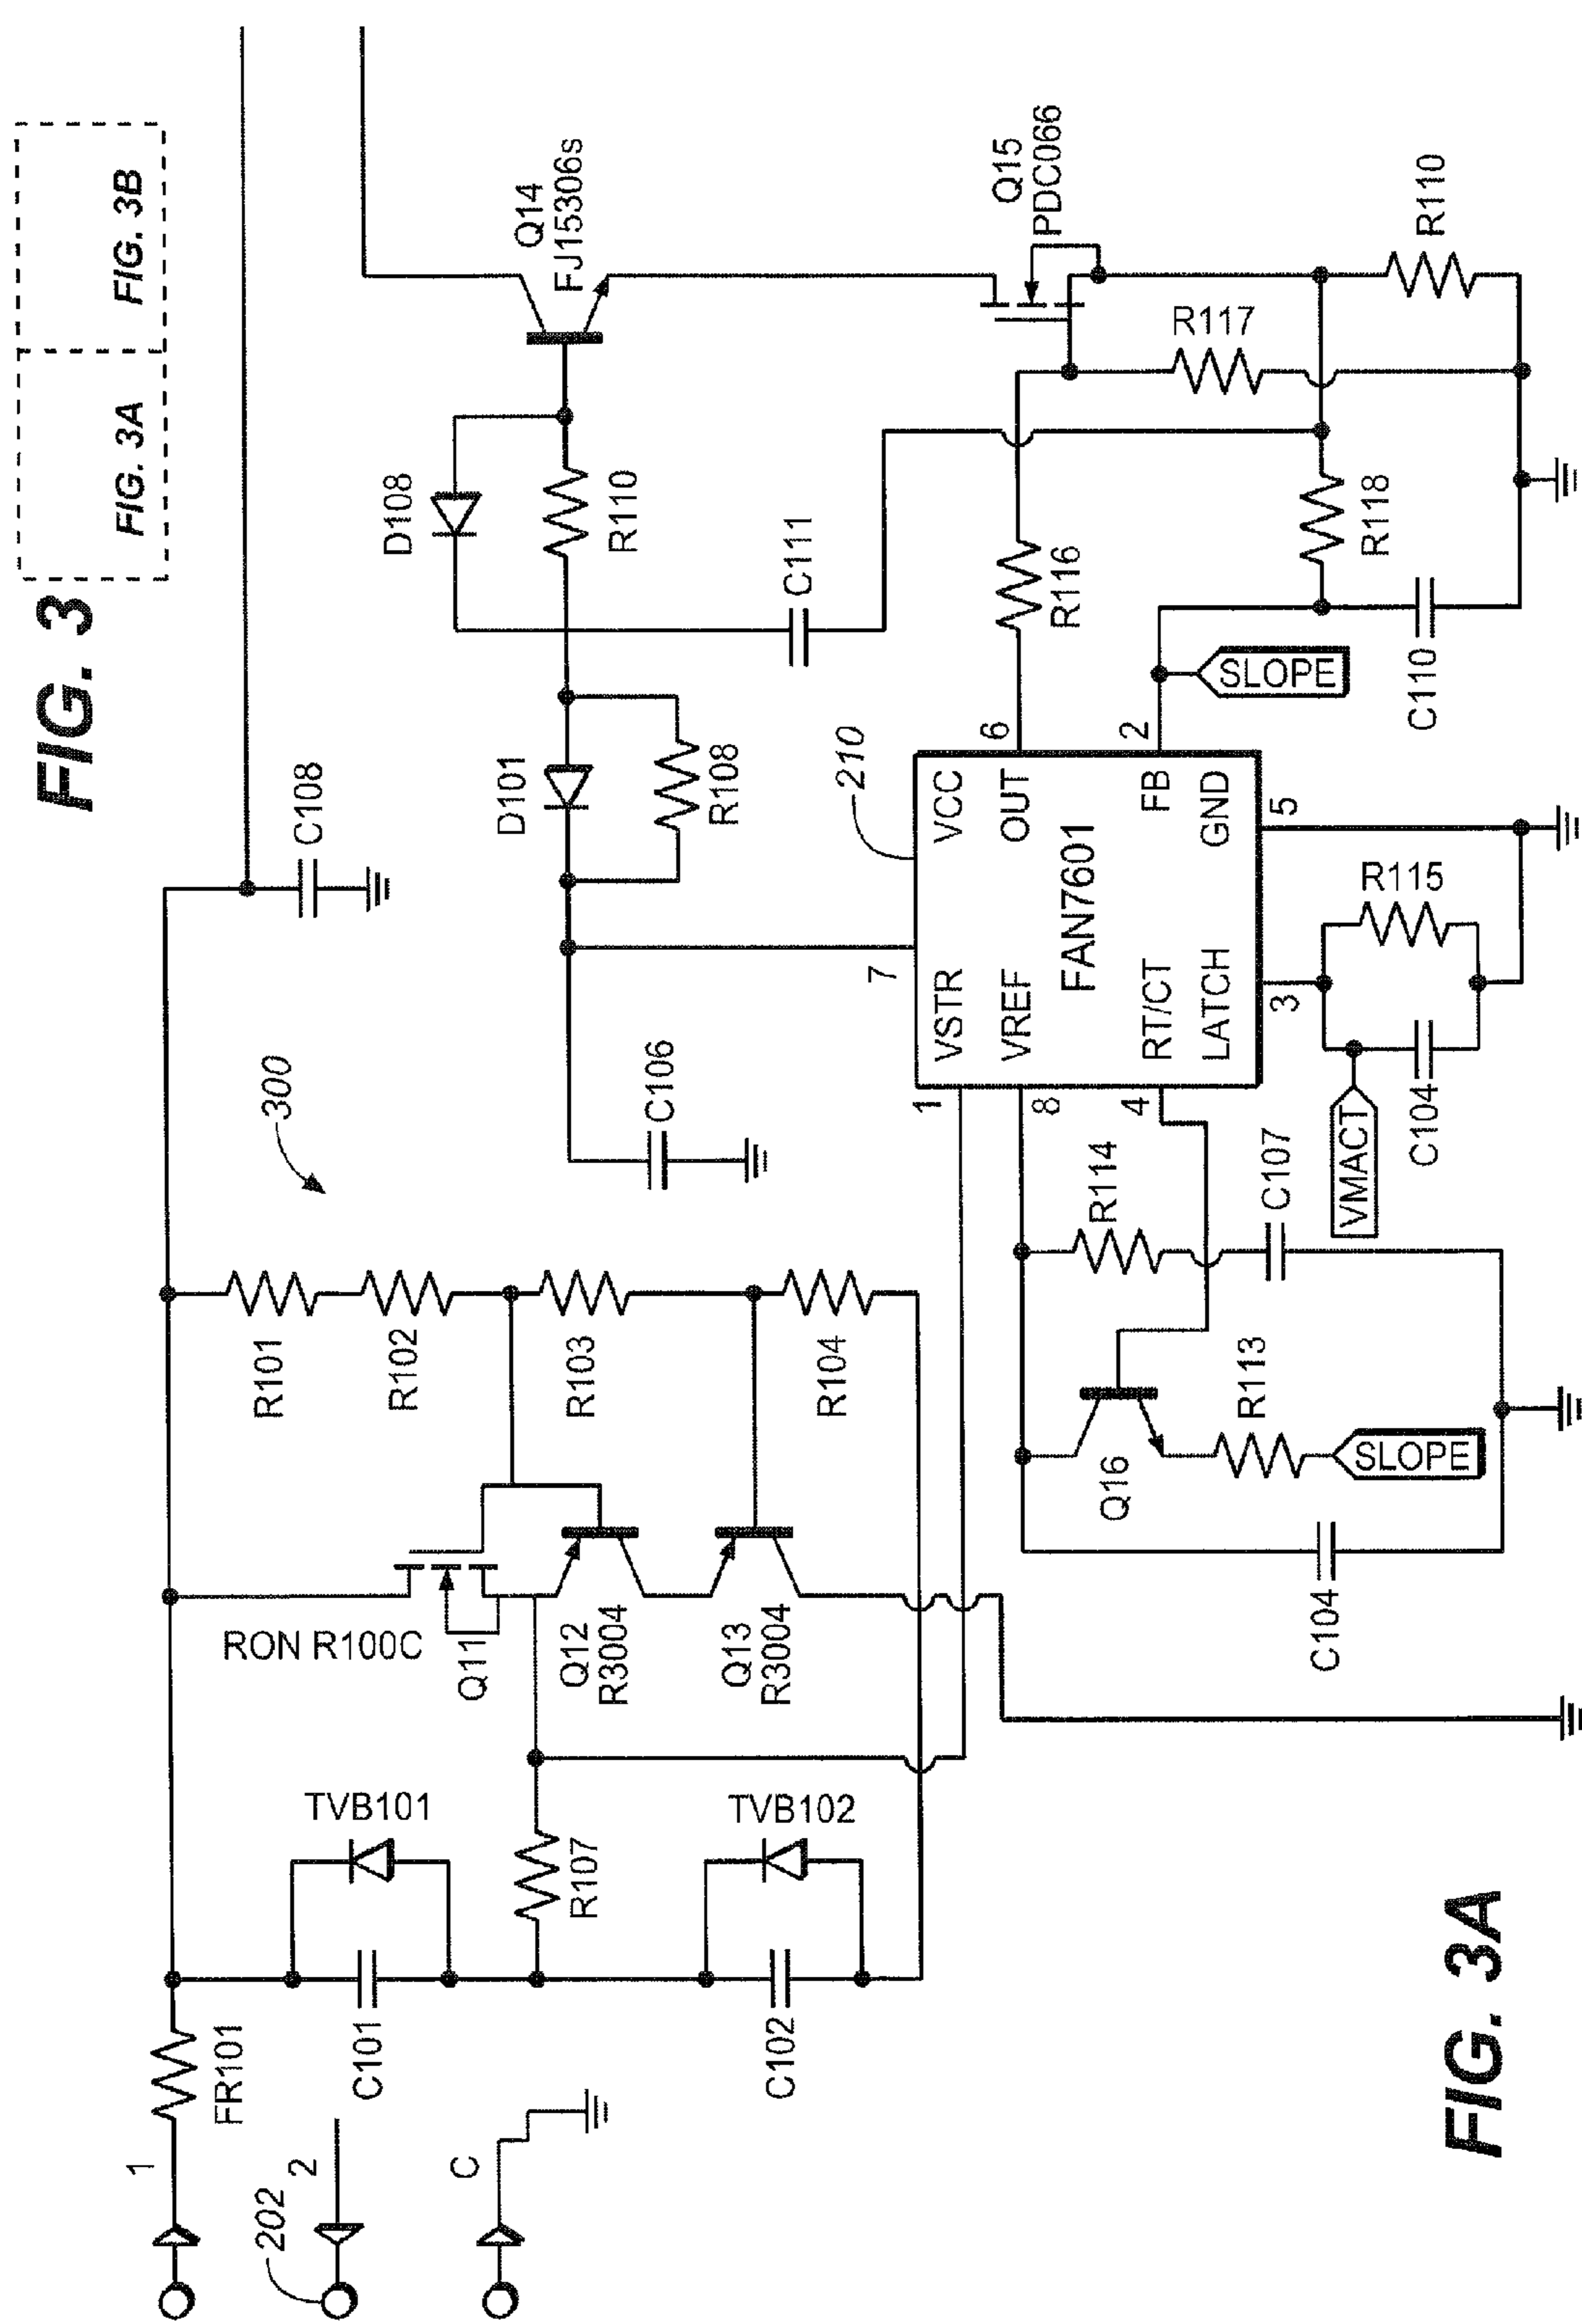 FIG. 3
FIG. 3A
FIG. 3B
300
1
FR101
202
2
C
C101
TVB101
R107
C102
TVB102
RON R100C
Q11
Q12
R3004
Q13
R3004
R101
R102
R103
R104
C108
C106
D101
R108
D108
R110
C111
Q14
FJ15306s
Q15
PDC066
R117
R110
R116
R118
C110
SLOPE
210
7
1
8
4
6
2
5
3
VSTR
VCC
VREF
OUT
FAN7601
RT/CT
FB
LATCH
GND
R114
C107
Q16
R113
SLOPE
C104
VMACT
C104
R115
FIG. 3A